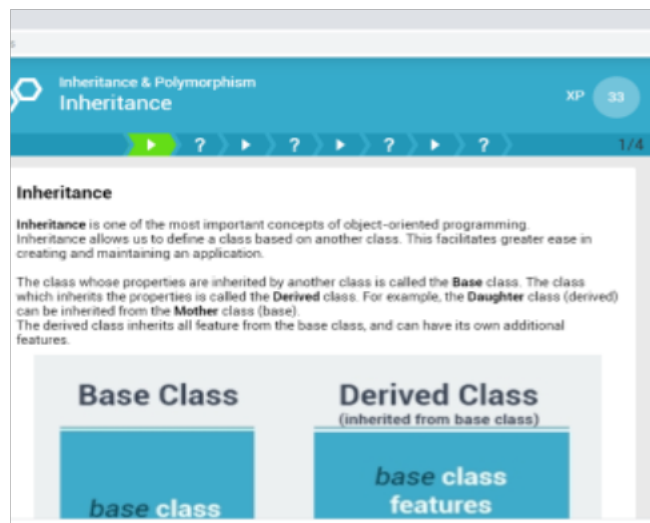 Inheritance & Polymorphism
Inheritance
XP 33
? ? ? ? 1/4
Inheritance
Inheritance is one of the most important concepts of object-oriented programming.
Inheritance allows us to define a class based on another class. This facilitates greater ease in
creating and maintaining an application.
The class whose properties are inherited by another class is called the Base class. The class
which inherits the properties is called the Derived class. For example, the Daughter class (derived)
can be inherited from the Mother class (base).
The derived class inherits all feature from the base class, and can have its own additional
features.
Base Class
Derived Class
(inherited from base class)
base class
base class
features